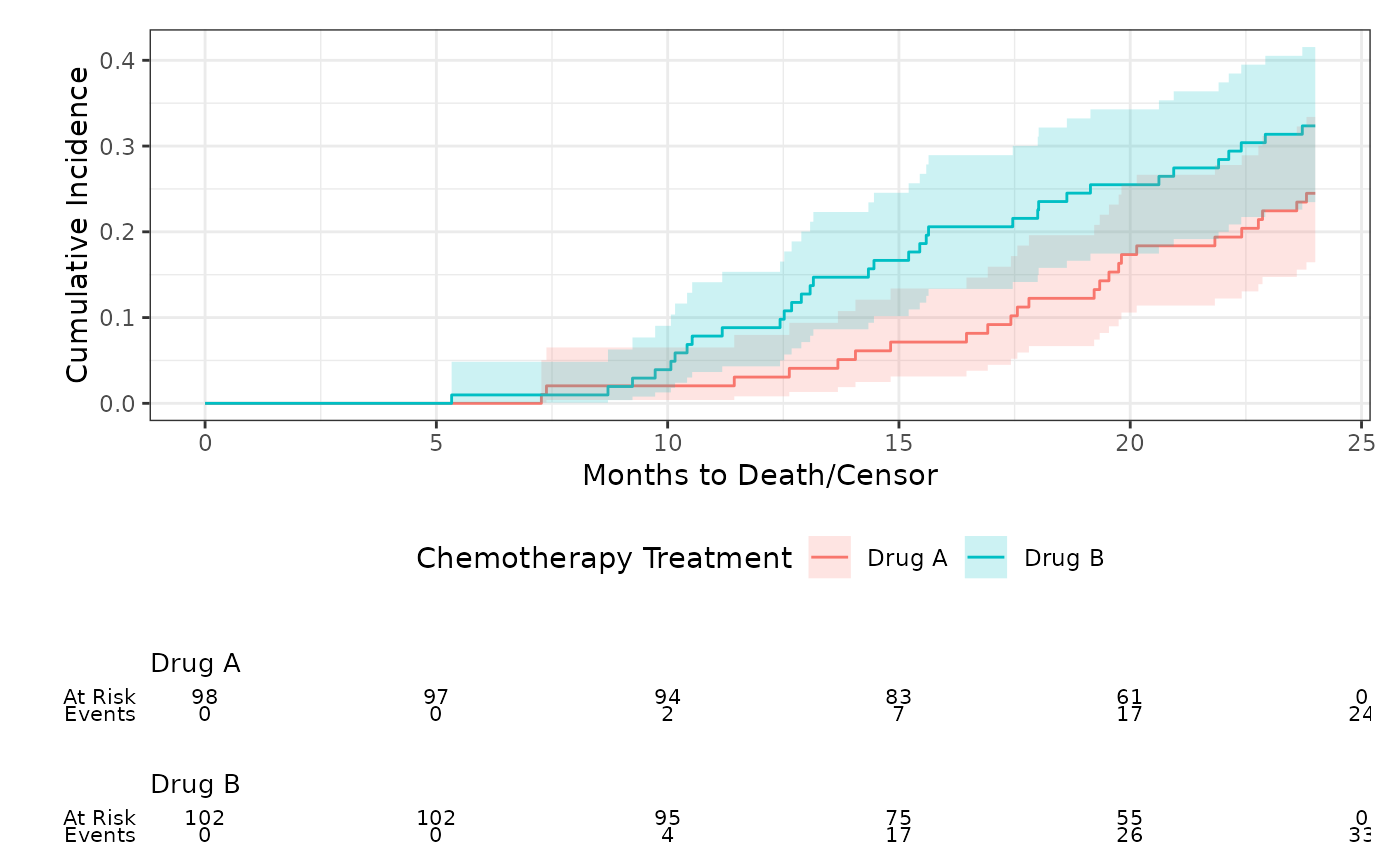 0.4
0.3
0.2
0.1
0.0
Cumulative Incidence
0 5 10 15 20 25
Months to Death/Censor
Chemotherapy Treatment Drug A Drug B
Drug A
At Risk 98 97 94 83 61 0
Events 0 0 2 7 17 24
Drug B
At Risk 102 102 95 75 55 0
Events 0 0 4 17 26 33